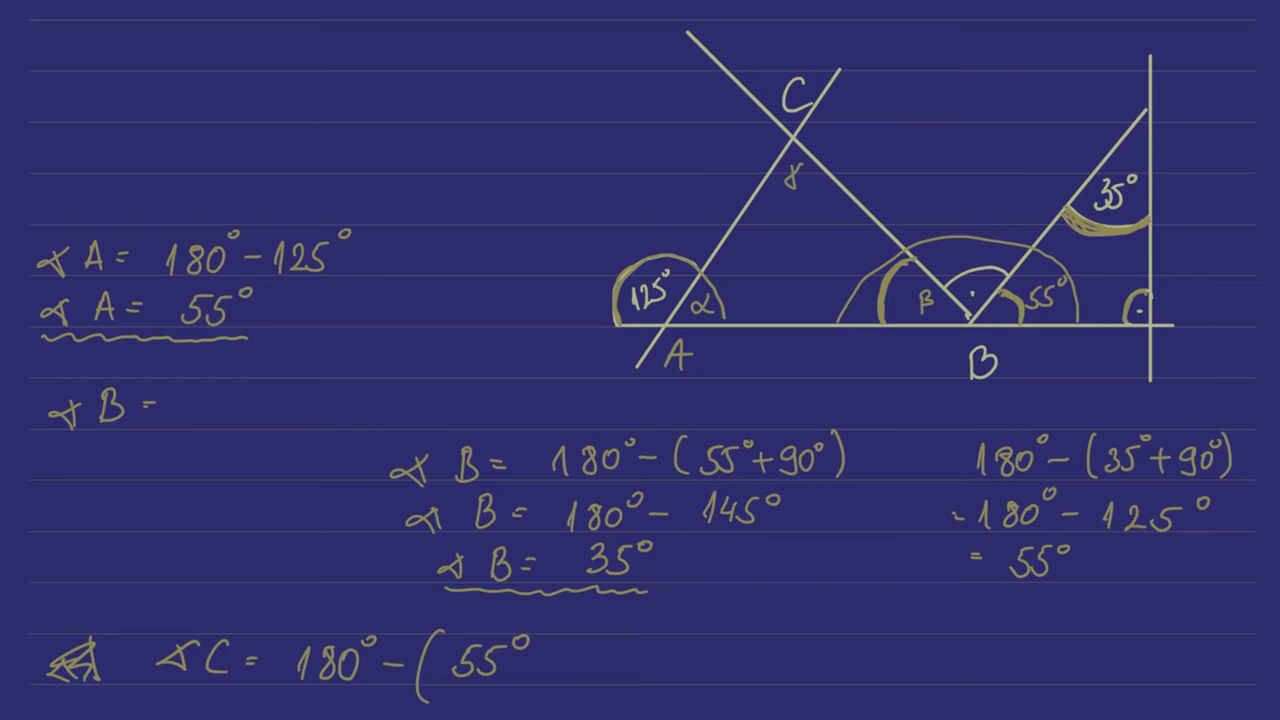 C
γ
35°
125°
α
β
55°
A
B
∢ A = 180° - 125°
∢ A = 55°
∢ B =
∢ B = 180° - (55° + 90°)
∢ B = 180° - 145°
∢ B = 35°
180° - (35° + 90°)
= 180° - 125°
= 55°
∢ C = 180° - (55°